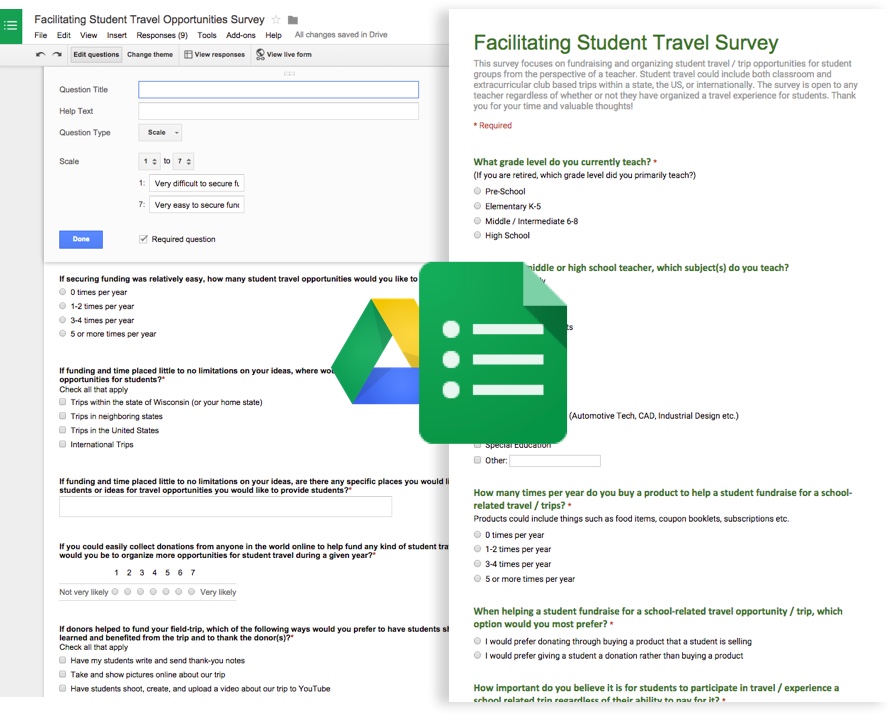 Facilitating Student Travel Opportunities Survey
File Edit View Insert Responses (9) Tools Add-ons Help All changes saved in Drive
Edit questions Change theme View responses View live form
Question Title
Help Text
Question Type Scale
Scale 1 to 7
1: Very difficult to secure fu
7: Very easy to secure fund
Done Required question
If securing funding was relatively easy, how many student travel opportunities would you like to
0 times per year
1-2 times per year
3-4 times per year
5 or more times per year
If funding and time placed little to no limitations on your ideas, where wou
opportunities for students?*
Check all that apply
Trips within the state of Wisconsin (or your home state)
Trips in neighboring states
Trips in the United States
International Trips
If funding and time placed little to no limitations on your ideas, are there any specific places you would li
students or ideas for travel opportunities you would like to provide students?*
If you could easily collect donations from anyone in the world online to help fund any kind of student tra
would you be to organize more opportunities for student travel during a given year?*
1 2 3 4 5 6 7
Not very likely Very likely
If donors helped to fund your field-trip, which of the following ways would you prefer to have students sh
learned and benefited from the trip and to thank the donor(s)?*
Check all that apply
Have my students write and send thank-you notes
Take and show pictures online about our trip
Have students shoot, create, and upload a video about our trip to YouTube
Facilitating Student Travel Survey
This survey focuses on fundraising and organizing student travel / trip opportunities for student
groups from the perspective of a teacher. Student travel could include both classroom and
extracurricular club based trips within a state, the US, or internationally. The survey is open to any
teacher regardless of whether or not they have organized a travel experience for students. Thank
you for your time and valuable thoughts!
* Required
What grade level do you currently teach? *
(If you are retired, which grade level did you primarily teach?)
Pre-School
Elementary K-5
Middle / Intermediate 6-8
High School
middle or high school teacher, which subject(s) do you teach?
(Automotive Tech, CAD, Industrial Design etc.)
Special Education
Other:
How many times per year do you buy a product to help a student fundraise for a school-
related travel / trips? *
Products could include things such as food items, coupon booklets, subscriptions etc.
0 times per year
1-2 times per year
3-4 times per year
5 or more times per year
When helping a student fundraise for a school-related travel opportunity / trip, which
option would you most prefer? *
I would prefer donating through buying a product that a student is selling
I would prefer giving a student a donation rather than buying a product
How important do you believe it is for students to participate in travel / experience a
school related trip regardless of their ability to pay for it? *